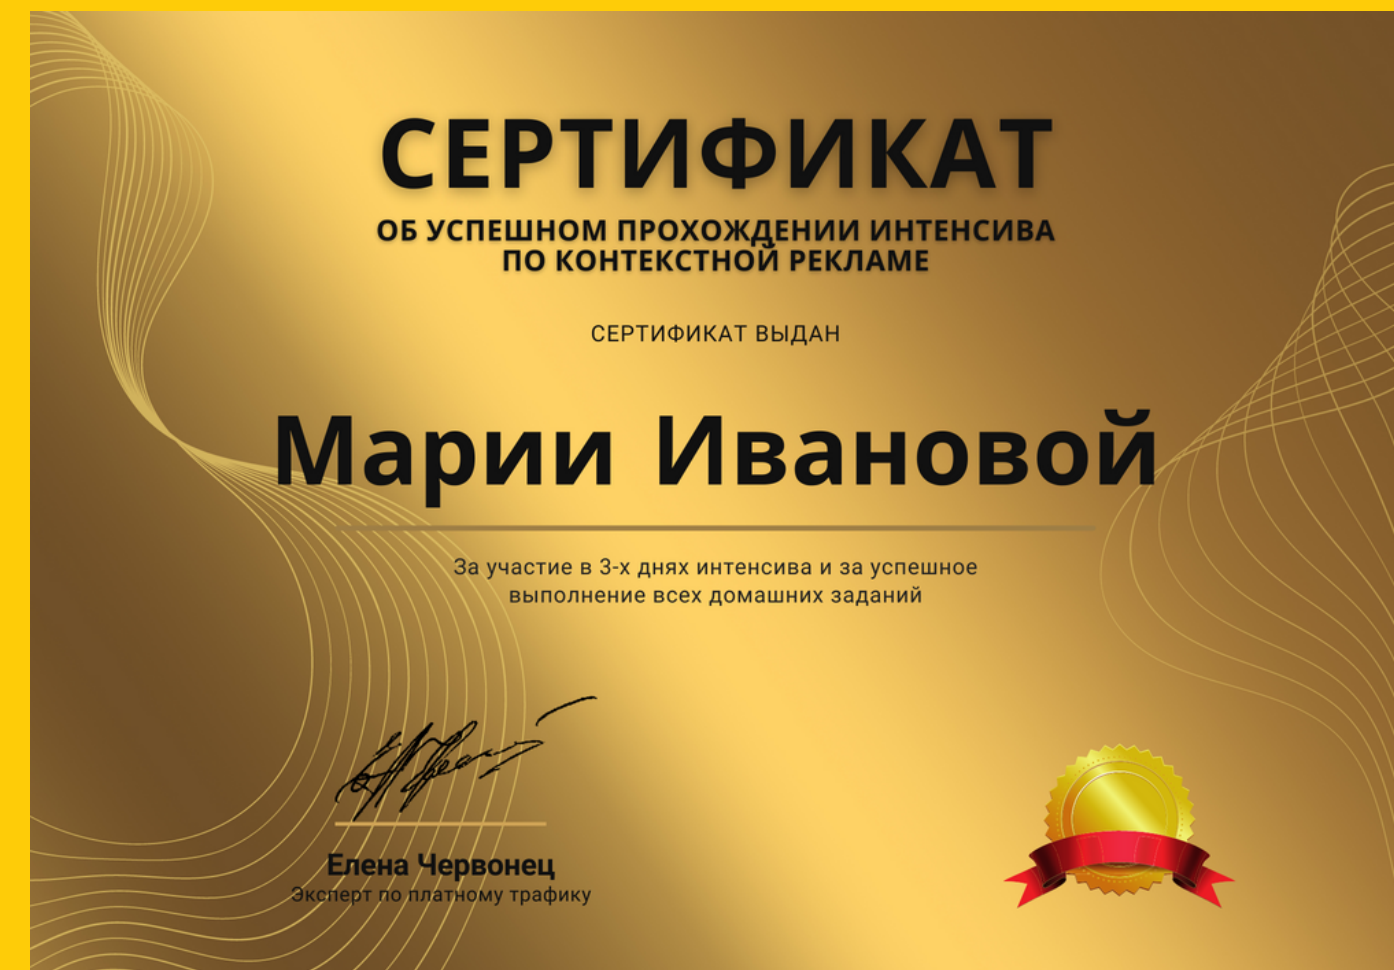 СЕРТИФИКАТ
ОБ УСПЕШНОМ ПРОХОЖДЕНИИ ИНТЕНСИВА
ПО КОНТЕКСТНОЙ РЕКЛАМЕ
СЕРТИФИКАТ ВЫДАН
Марии Ивановой
За участие в 3-х днях интенсива и за успешное
выполнение всех домашних заданий
Елена Червонец
Эксперт по платному трафику